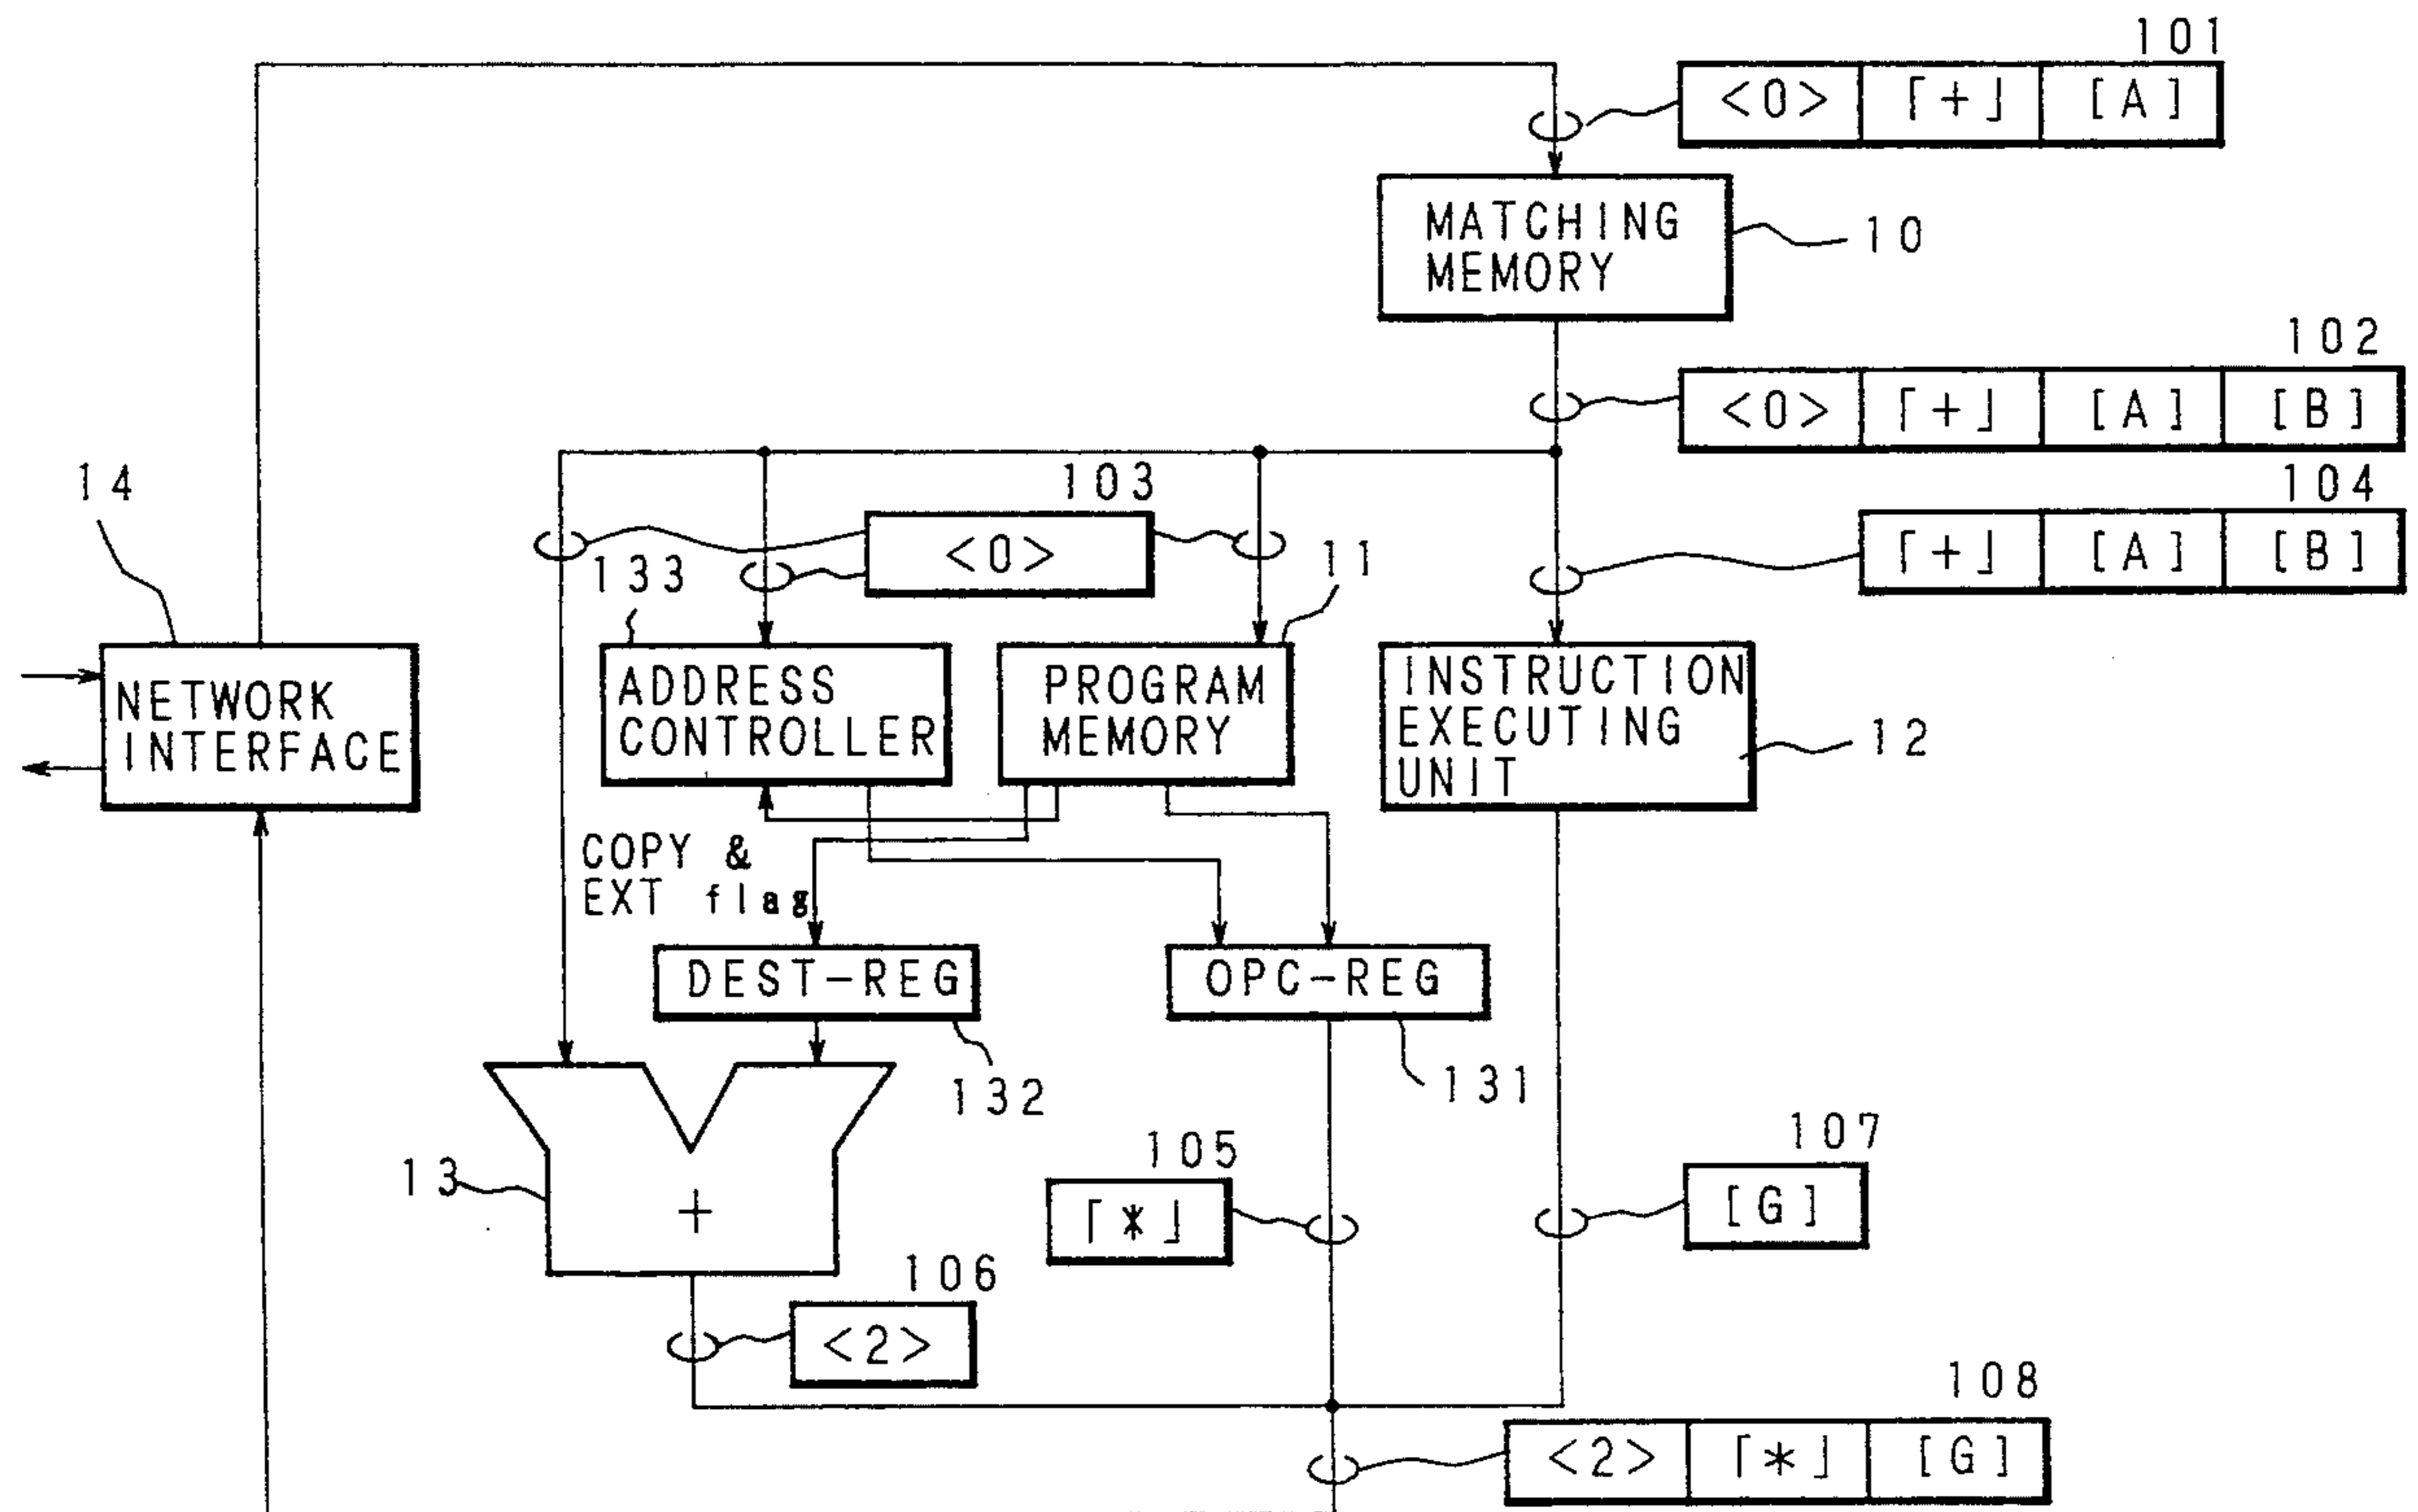 101
<0> ⌈+⌋ [A]
MATCHING
MEMORY
10
102
<0> ⌈+⌋ [A] [B]
14
103
104
<0>
⌈+⌋ [A] [B]
133
11
NETWORK
INTERFACE
ADDRESS
CONTROLLER
PROGRAM
MEMORY
INSTRUCTION
EXECUTING
UNIT
12
COPY &
EXT flag
DEST-REG
OPC-REG
132
131
13
+
105
⌈*⌋
107
[G]
106
<2>
108
<2> ⌈*⌋ [G]